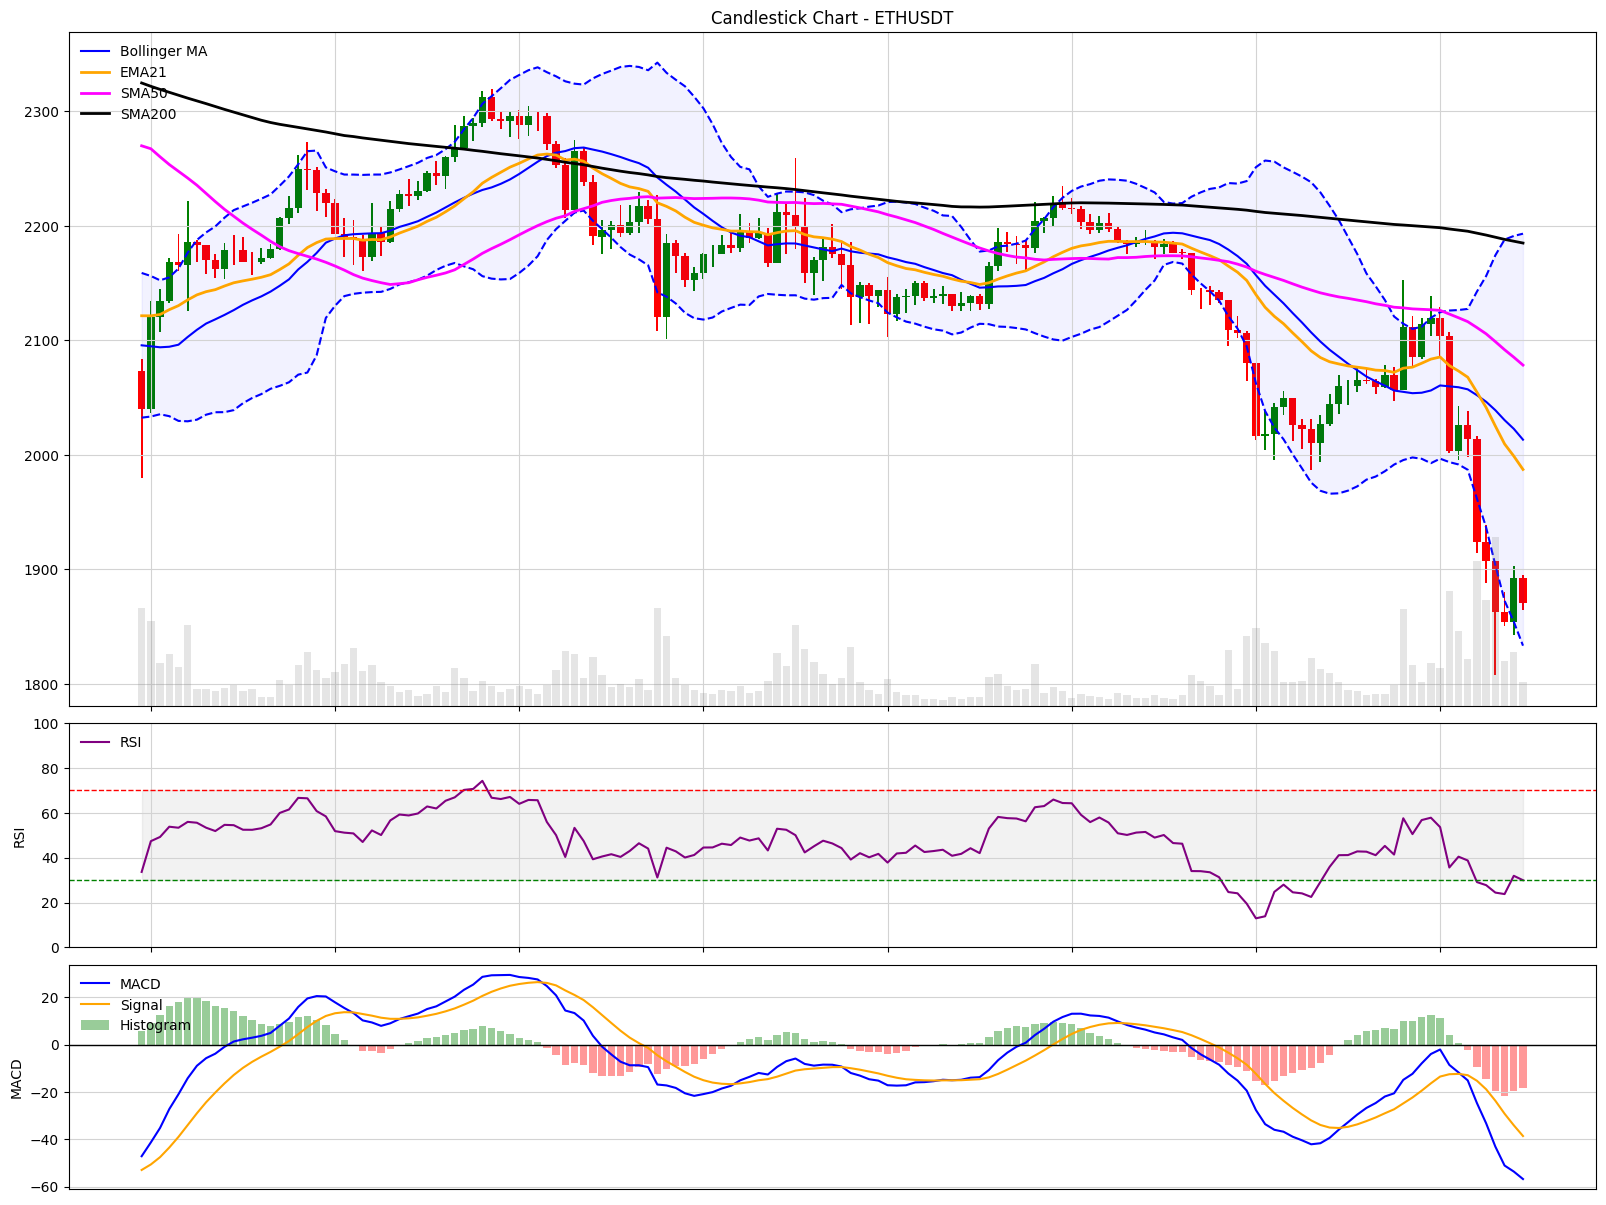 Candlestick Chart - ETHUSDT
Bollinger MA
EMA21
SMA50
SMA200
2300
2200
2100
2000
1900
1800
100
80
60
40
20
0
RSI
RSI
20
0
−20
−40
−60
MACD
MACD
Signal
Histogram